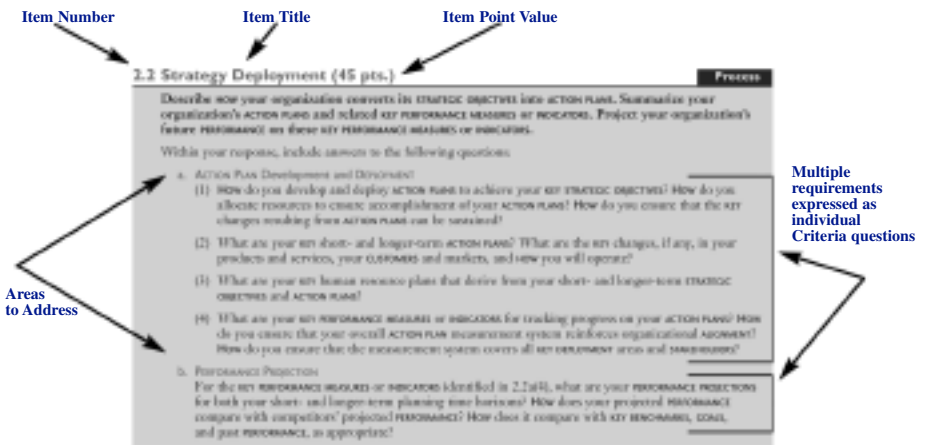 Item Number
Item Title
Item Point Value
2.2 Strategy Deployment (45 pts.)
Process
Describe HOW your organization converts its STRATEGIC OBJECTIVES into ACTION PLANS. Summarize your
organization's ACTION PLANS and related KEY PERFORMANCE MEASURES or INDICATORS. Project your organization's
future PERFORMANCE on these KEY PERFORMANCE MEASURES or INDICATORS.
Within your response, include answers to the following questions:
a. ACTION PLAN Development and DEPLOYMENT
(1) HOW do you develop and deploy ACTION PLANS to achieve your KEY STRATEGIC OBJECTIVES? HOW do you
allocate resources to ensure accomplishment of your ACTION PLANS? HOW do you ensure that the KEY
changes resulting from ACTION PLANS can be sustained?
(2) What are your KEY short- and longer-term ACTION PLANS? What are the KEY changes, if any, in your
products and services, your CUSTOMERS and markets, and HOW you will operate?
(3) What are your KEY human resource plans that derive from your short- and longer-term STRATEGIC
OBJECTIVES and ACTION PLANS?
(4) What are your KEY PERFORMANCE MEASURES or INDICATORS for tracking progress on your ACTION PLANS? HOW
do you ensure that your overall ACTION PLAN measurement system reinforces organizational ALIGNMENT?
HOW do you ensure that the measurement system covers all KEY DEPLOYMENT areas and STAKEHOLDERS?
b. PERFORMANCE PROJECTION
For the KEY PERFORMANCE MEASURES or INDICATORS identified in 2.2a(4), what are your PERFORMANCE PROJECTIONS
for both your short- and longer-term planning time horizons? HOW does your projected PERFORMANCE
compare with competitors' projected PERFORMANCE? HOW does it compare with KEY BENCHMARKS, GOALS,
and past PERFORMANCE, as appropriate?
Areas
to Address
Multiple
requirements
expressed as
individual
Criteria questions